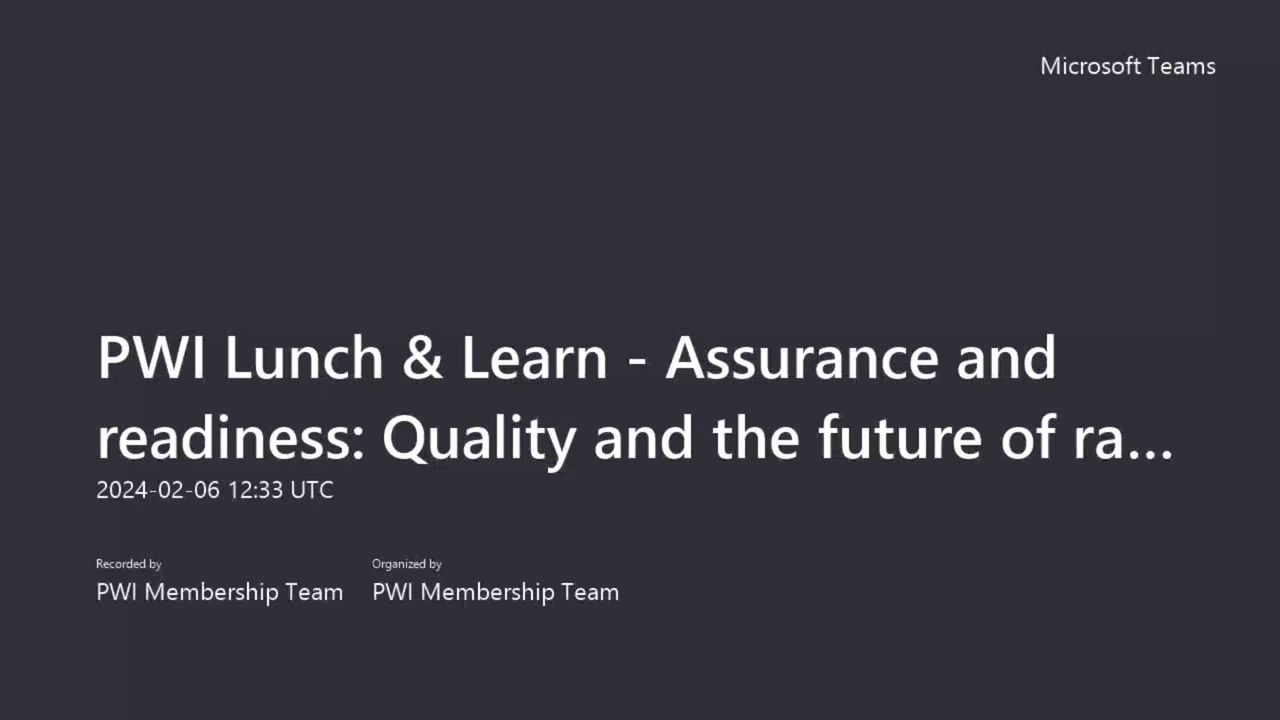 Microsoft Teams
PWI Lunch & Learn - Assurance and
readiness: Quality and the future of ra...
2024-02-06 12:33 UTC
Recorded by
PWI Membership Team
Organized by
PWI Membership Team